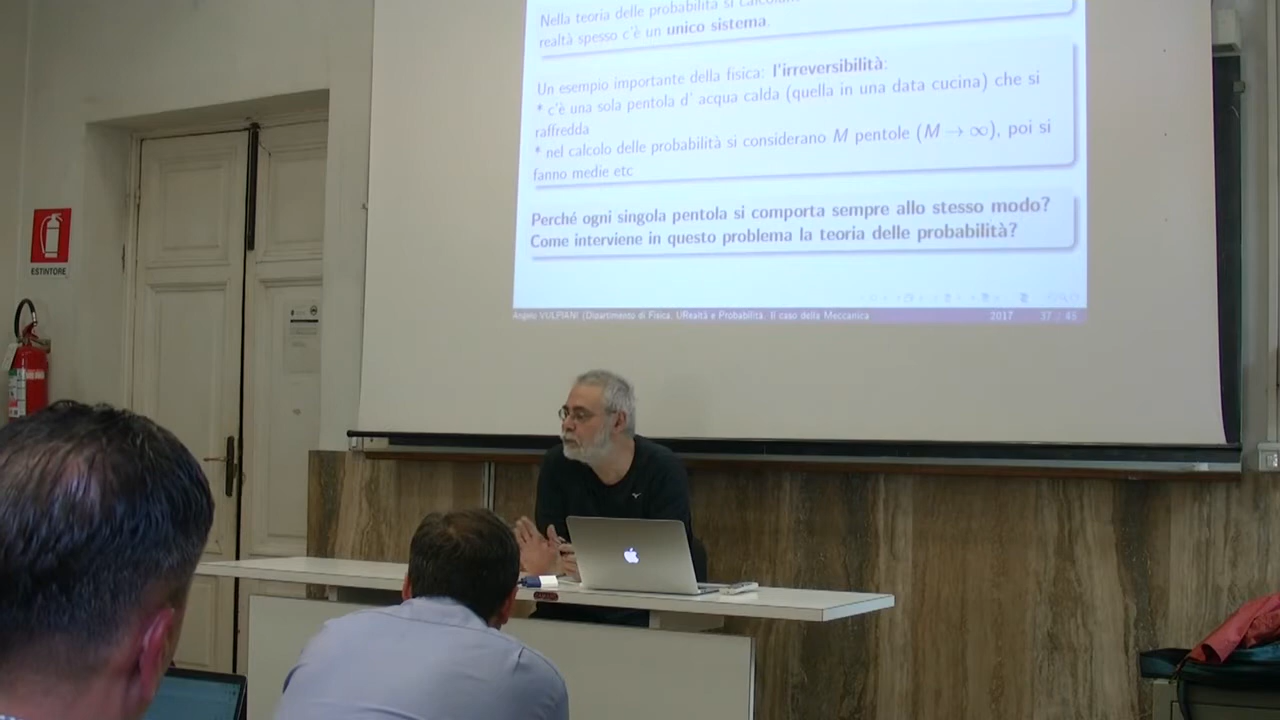 Nella teoria delle probabilità si
realtà spesso c'è un unico sistema.
Un esempio importante della fisica: l'irreversibilità:
* c'è una sola pentola d' acqua calda (quella in una data cucina) che si
raffredda
* nel calcolo delle probabilità si considerano M pentole (M → ∞), poi si
fanno medie etc
Perché ogni singola pentola si comporta sempre allo stesso modo?
Come interviene in questo problema la teoria delle probabilità?
Angelo VULPIANI (Dipartimento di Fisica, URealtà e Probabilità. Il caso della Meccanica 2017 37 / 45
ESTINTORE